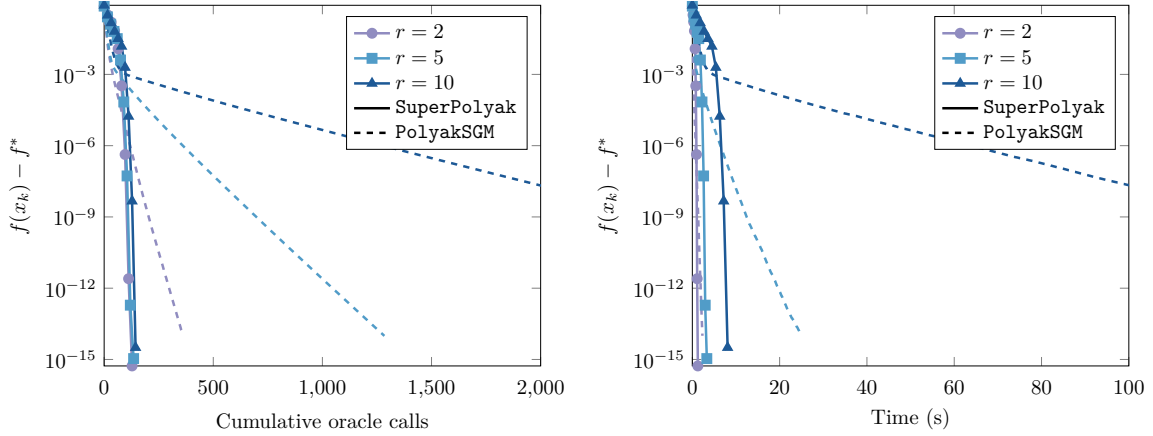 f(x_k) − f*
10^−3
10^−6
10^−9
10^−12
10^−15
0
500
1,000
1,500
2,000
Cumulative oracle calls
r = 2
r = 5
r = 10
SuperPolyak
PolyakSGM
f(x_k) − f*
10^−3
10^−6
10^−9
10^−12
10^−15
0
20
40
60
80
100
Time (s)
r = 2
r = 5
r = 10
SuperPolyak
PolyakSGM